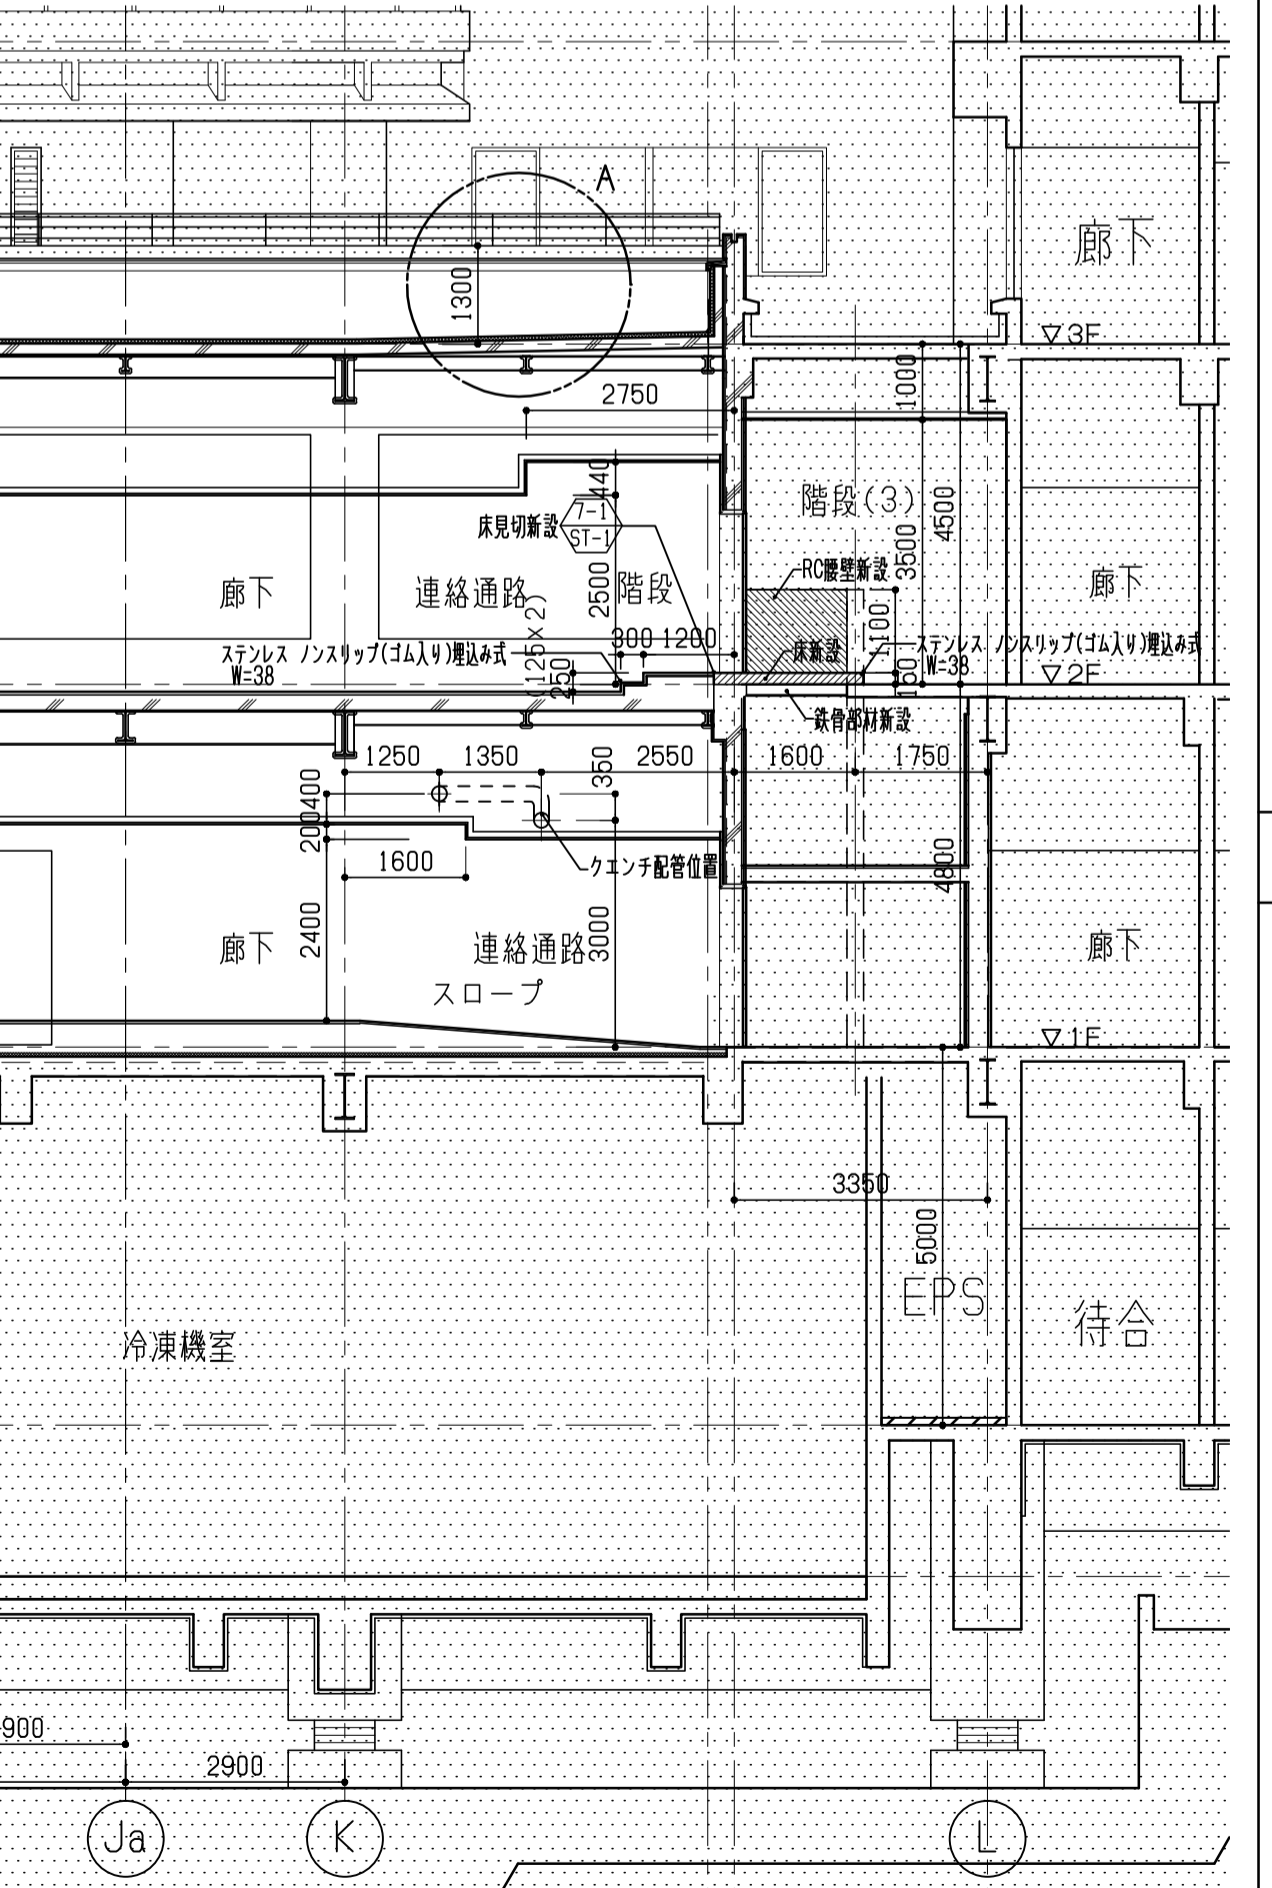 A
廊下
1300
▽3F
1000
2750
440
階段(3)
4500
7-1
ST-1
床見切新設
3500
RC腰壁新設
廊下
連絡通路
2500
階段
廊下
(125x2)
250
300
1200
1100
ステンレス ノンスリップ(ゴム入り)埋込み式
W=38
床新設
ステンレス ノンスリップ(ゴム入り)埋込み式
W=38
150
▽2F
鉄骨部材新設
1250
1350
2550
350
1600
1750
400
200
1600
クエンチ配管位置
4800
2400
廊下
連絡通路
3000
スロープ
廊下
▽1F
3350
5000
EPS
待合
冷凍機室
900
2900
Ja
K
L